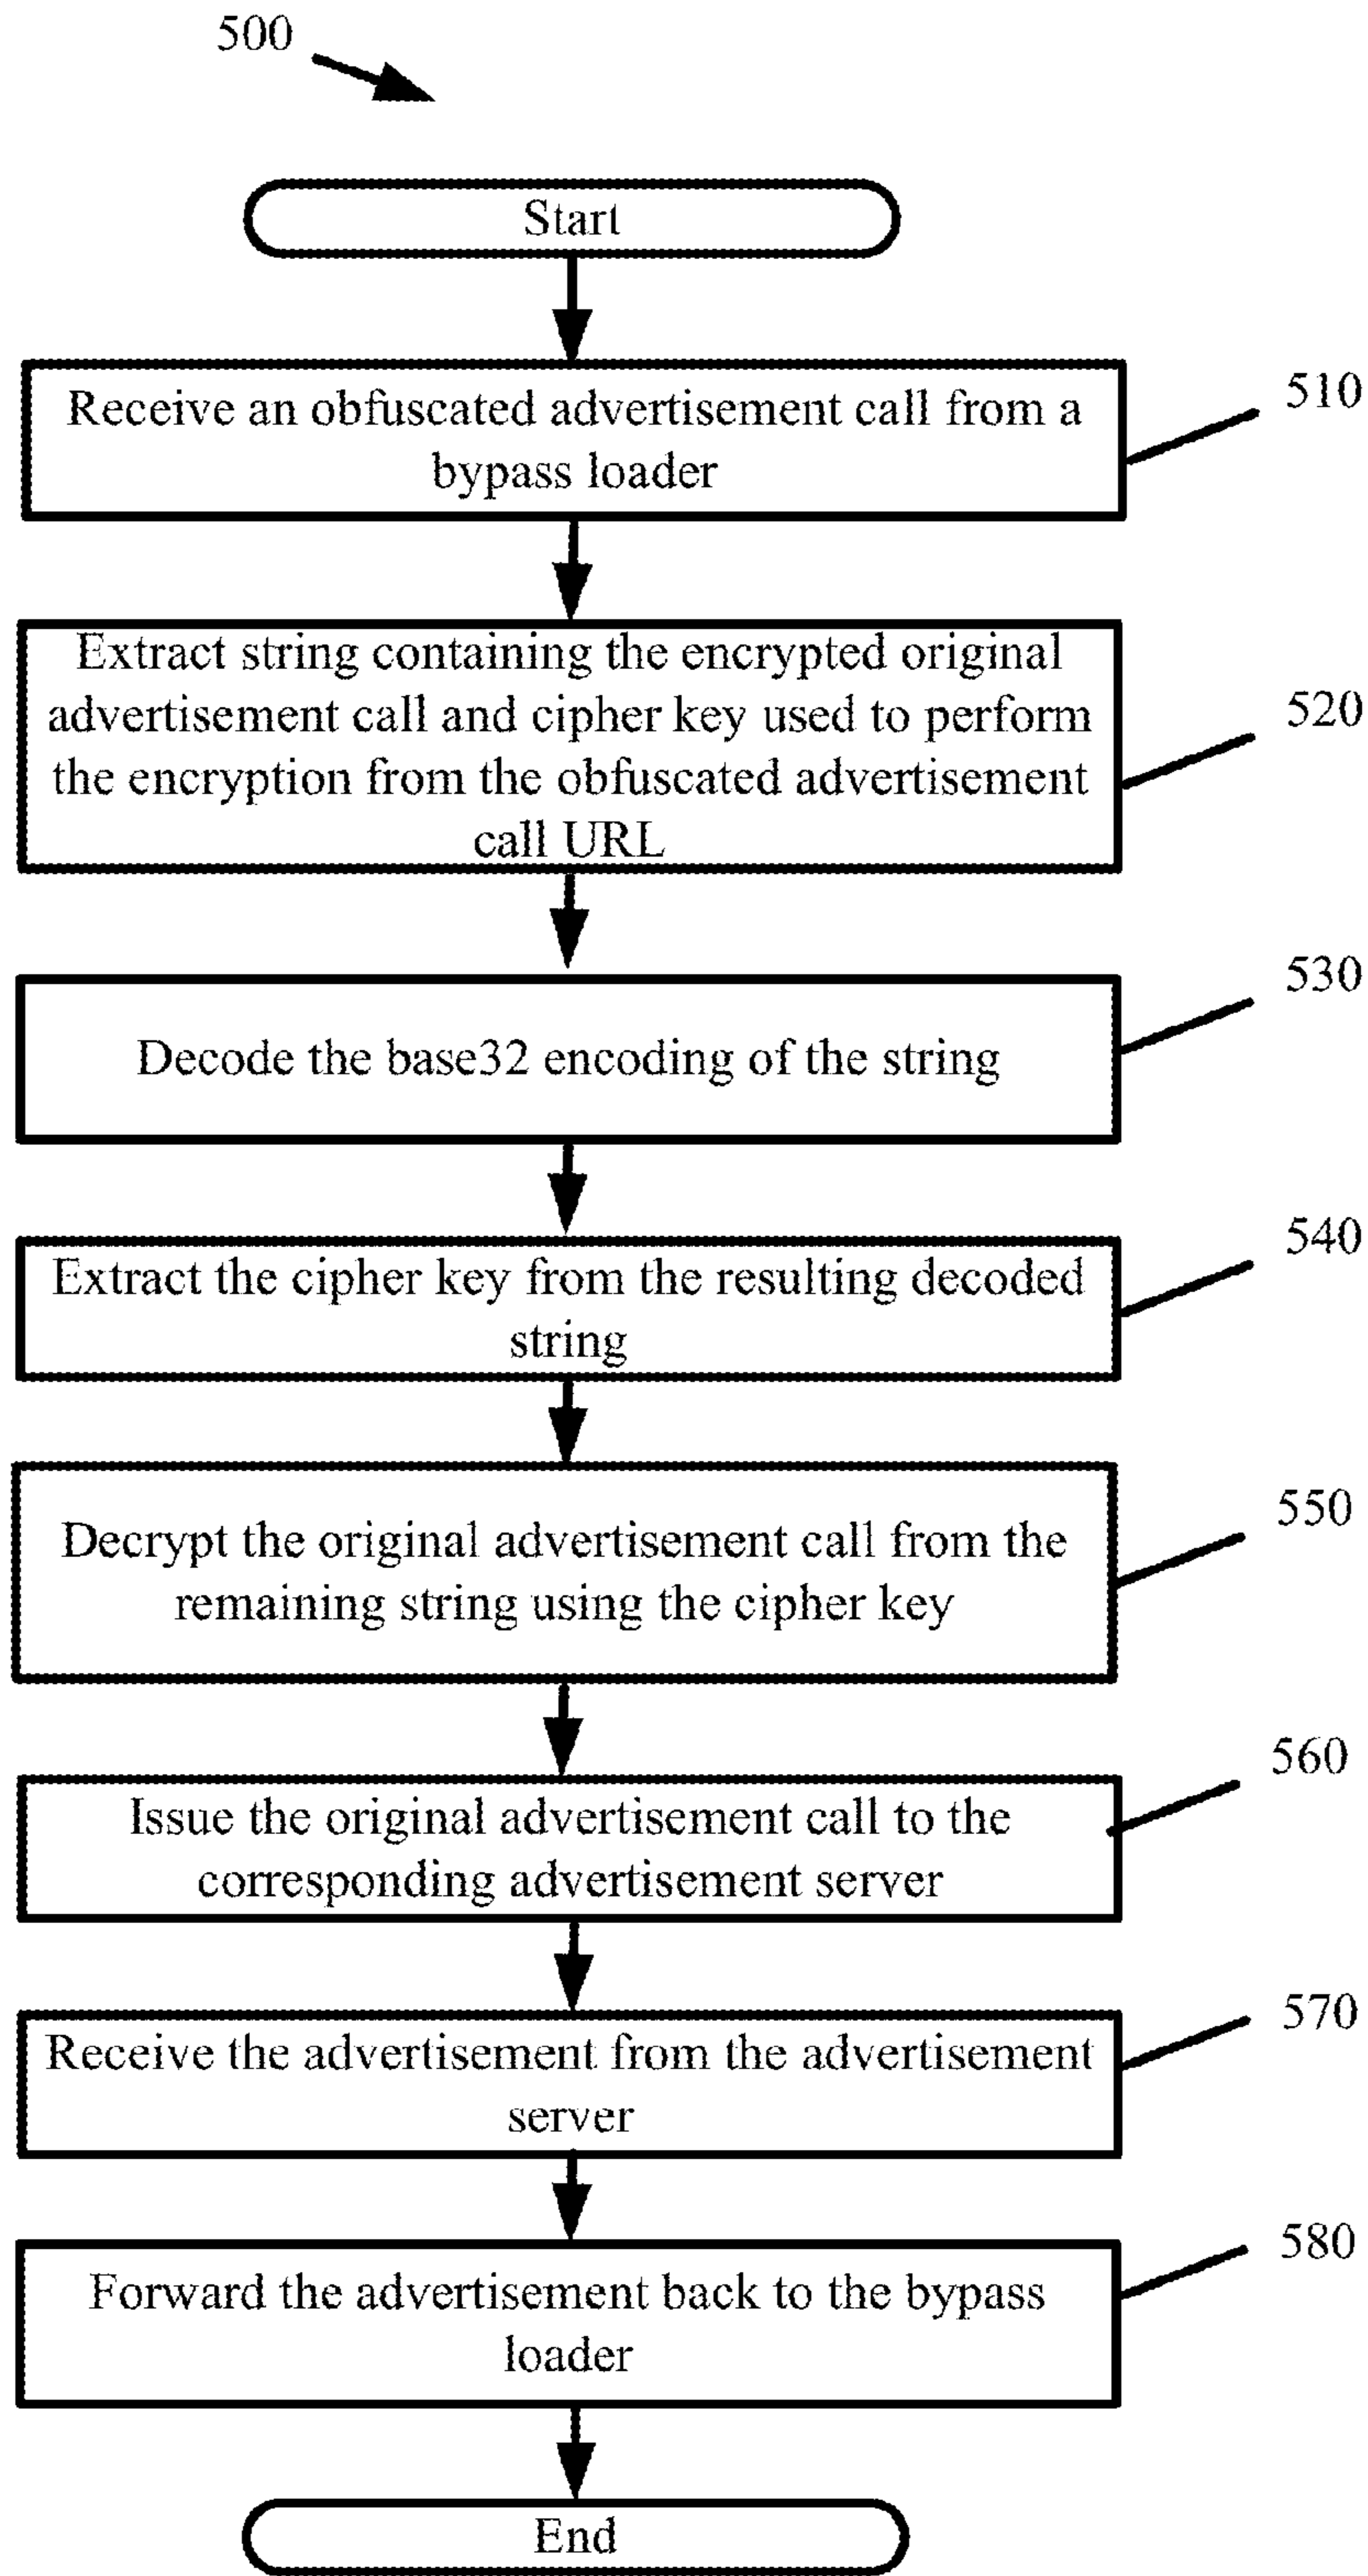 500
Start
Receive an obfuscated advertisement call from a
bypass loader
510
Extract string containing the encrypted original
advertisement call and cipher key used to perform
the encryption from the obfuscated advertisement
call URL
520
Decode the base32 encoding of the string
530
Extract the cipher key from the resulting decoded
string
540
Decrypt the original advertisement call from the
remaining string using the cipher key
550
Issue the original advertisement call to the
corresponding advertisement server
560
Receive the advertisement from the advertisement
server
570
Forward the advertisement back to the bypass
loader
580
End